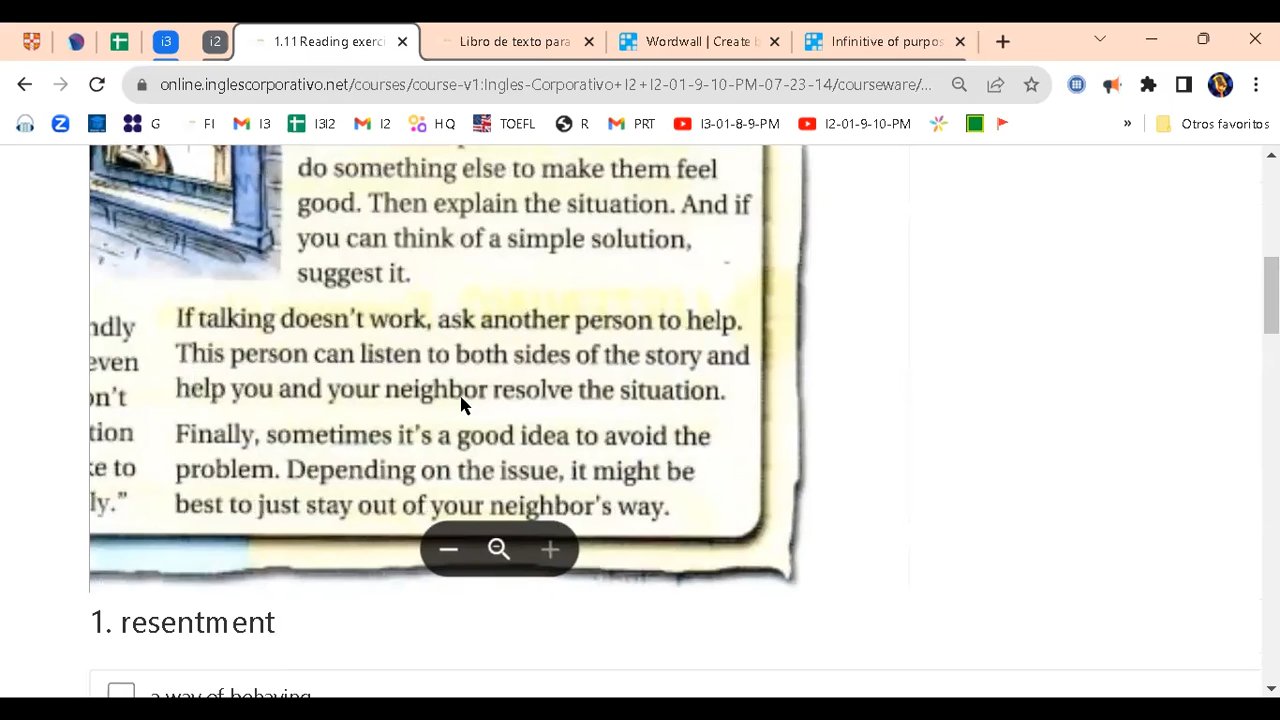 i3
i2
1.11 Reading exerci
Libro de texto para
Wordwall | Create b
Infinitive of purpos
online.inglescorporativo.net/courses/course-v1:Ingles-Corporativo+I2+I2-01-9-10-PM-07-23-14/courseware/...
G
FI
I3
I3I2
I2
HQ
TOEFL
R
PRT
I3-01-8-9-PM
I2-01-9-10-PM
»
Otros favoritos
do something else to make them feel
good. Then explain the situation. And if
you can think of a simple solution,
suggest it.
ndly
even
n't
tion
ke to
ly."
If talking doesn't work, ask another person to help.
This person can listen to both sides of the story and
help you and your neighbor resolve the situation.
Finally, sometimes it's a good idea to avoid the
problem. Depending on the issue, it might be
best to just stay out of your neighbor's way.
1. resentment
a way of behaving